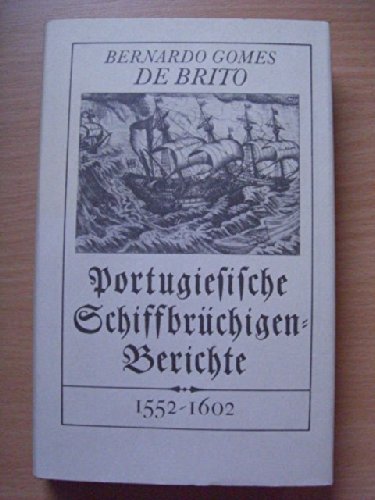 BERNARDO GOMES
DE BRITO
Portugieſiſche
Schiffbrüchigen-
Berichte
1552-1602